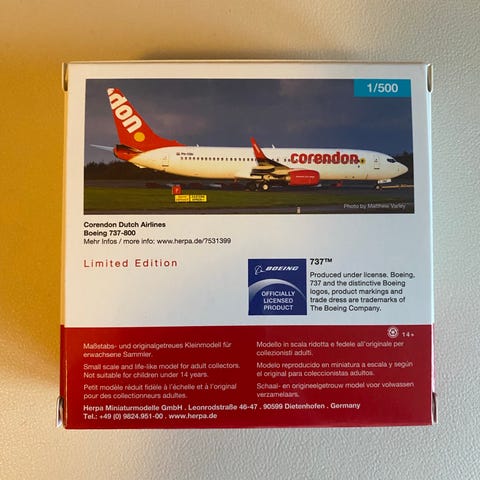 1/500
don
corendon
Photo by Matthew Varley
Corendon Dutch Airlines
Boeing 737-800
Mehr Infos / more info: www.herpa.de/?531399
Limited Edition
BOEING
OFFICIALLY
LICENSED
PRODUCT
737™
Produced under license. Boeing,
737 and the distinctive Boeing
logos, product markings and
trade dress are trademarks of
The Boeing Company.
14+
Maßstabs- und originalgetreues Kleinmodell für
erwachsene Sammler.
Small scale and life-like model for adult collectors.
Not suitable for children under 14 years.
Petit modèle réduit fidèle à l'échelle et à l'original
pour des collectionneurs adultes.
Modello in scala ridotta e fedele all'originale per
collezionisti adulti.
Modelo reproducido en miniatura a escala y según
el original para coleccionistas adultos.
Schaal- en origineelgetrouw model voor volwassen
verzamelaars.
Herpa Miniaturmodelle GmbH . Leonrodstraße 46-47 . 90599 Dietenhofen . Germany
Tel.: +49 (0) 9824.951-00 . www.herpa.de